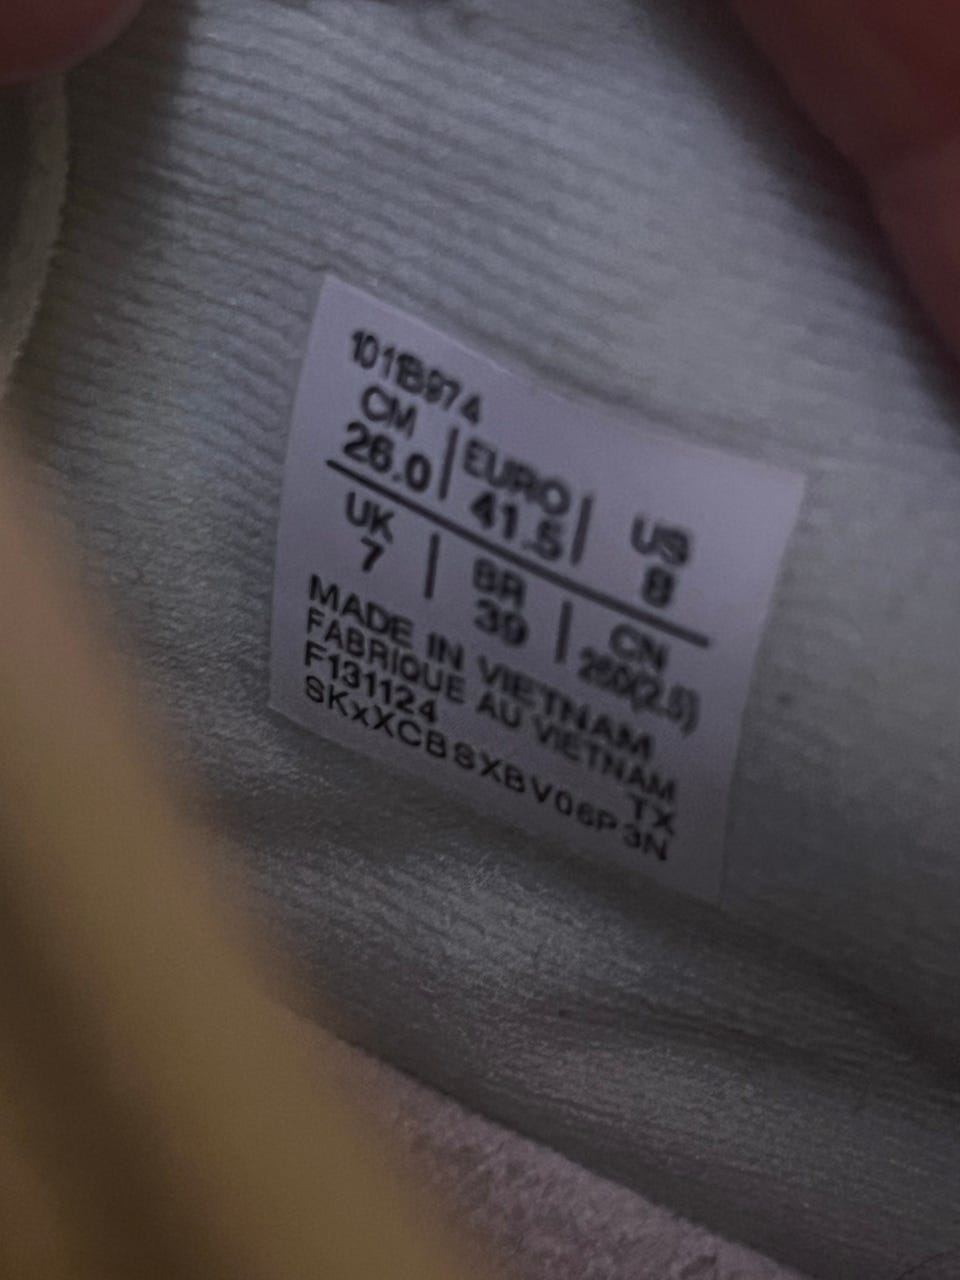 1011B974
CM | EURO | US
26.0 | 41.5 | 8
UK | BR | CN
7 | 39 | 260(2.5)
MADE IN VIETNAM
FABRIQUE AU VIETNAM
F131124 TX
SKxXCBSXBV06P3N